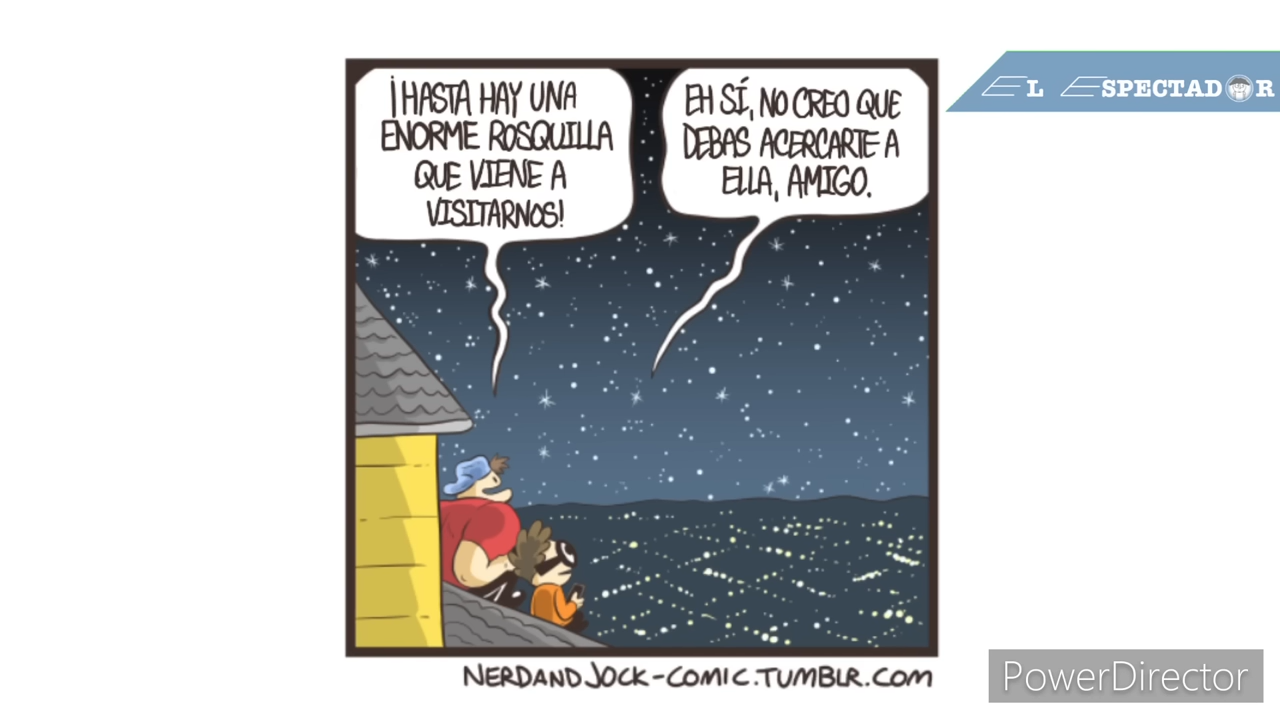 ¡HASTA HAY UNA
ENORME ROSQUILLA
QUE VIENE A
VISITARNOS!
EH SÍ, NO CREO QUE
DEBAS ACERCARTE A
ELLA, AMIGO.
EL ESPECTADOR
NERDANDJOCK-COMIC.TUMBLR.COM
PowerDirector